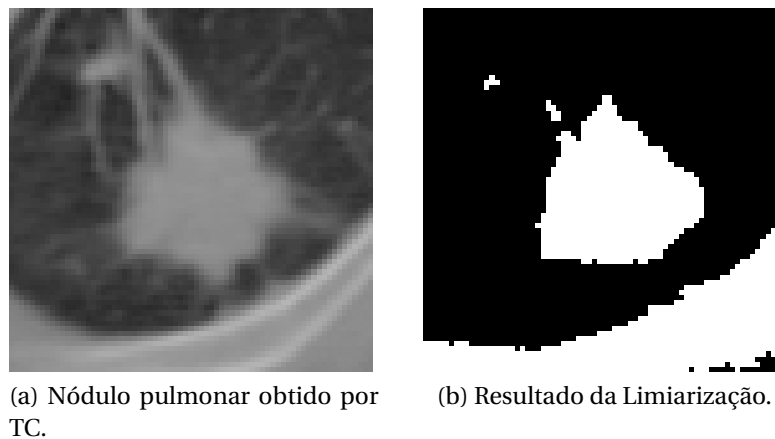 (a) Nódulo pulmonar obtido por
TC.
(b) Resultado da Limiarização.